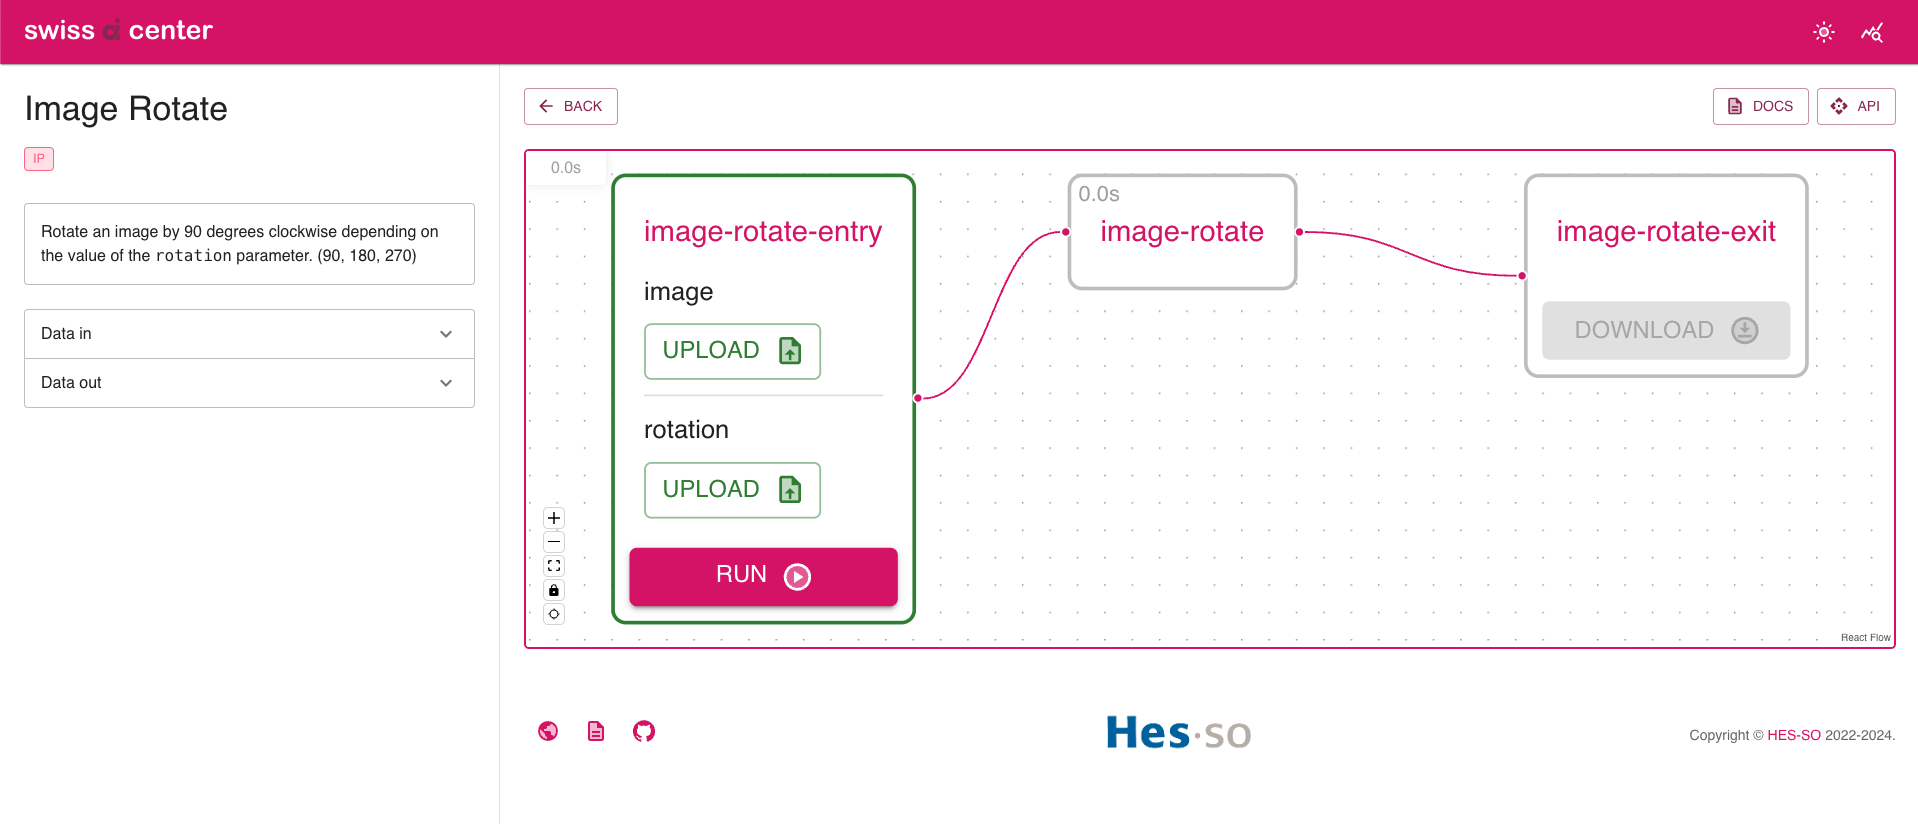 swiss ai center
Image Rotate
IP
Rotate an image by 90 degrees clockwise depending on
the value of the rotation parameter. (90, 180, 270)
Data in
Data out
BACK
DOCS
API
0.0s
image-rotate-entry
image
UPLOAD
rotation
UPLOAD
RUN
0.0s
image-rotate
image-rotate-exit
DOWNLOAD
React Flow
Hes·so
Copyright © HES-SO 2022-2024.